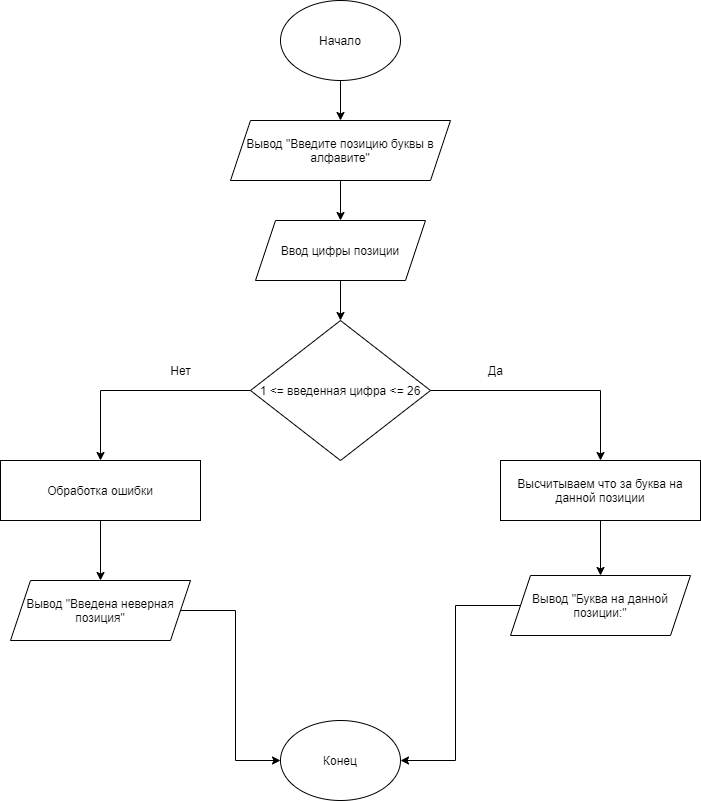 Начало
Вывод "Введите позицию буквы в
алфавите"
Ввод цифры позиции
Нет
Да
1 <= введенная цифра <= 26
Обработка ошибки
Высчитываем что за буква на
данной позиции
Вывод "Введена неверная
позиция"
Вывод "Буква на данной
позиции:"
Конец